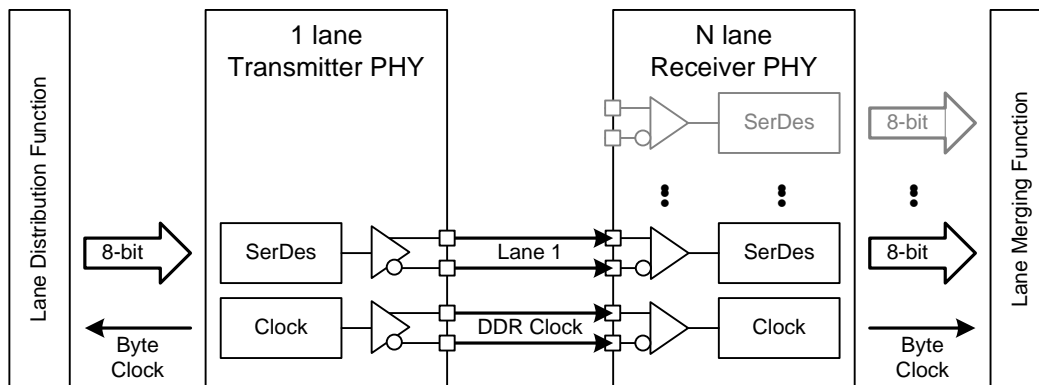 Lane Distribution Function
8-bit
Byte
Clock
1 lane
Transmitter PHY
SerDes
Clock
Lane 1
DDR Clock
N lane
Receiver PHY
SerDes
SerDes
Clock
8-bit
8-bit
Byte
Clock
Lane Merging Function